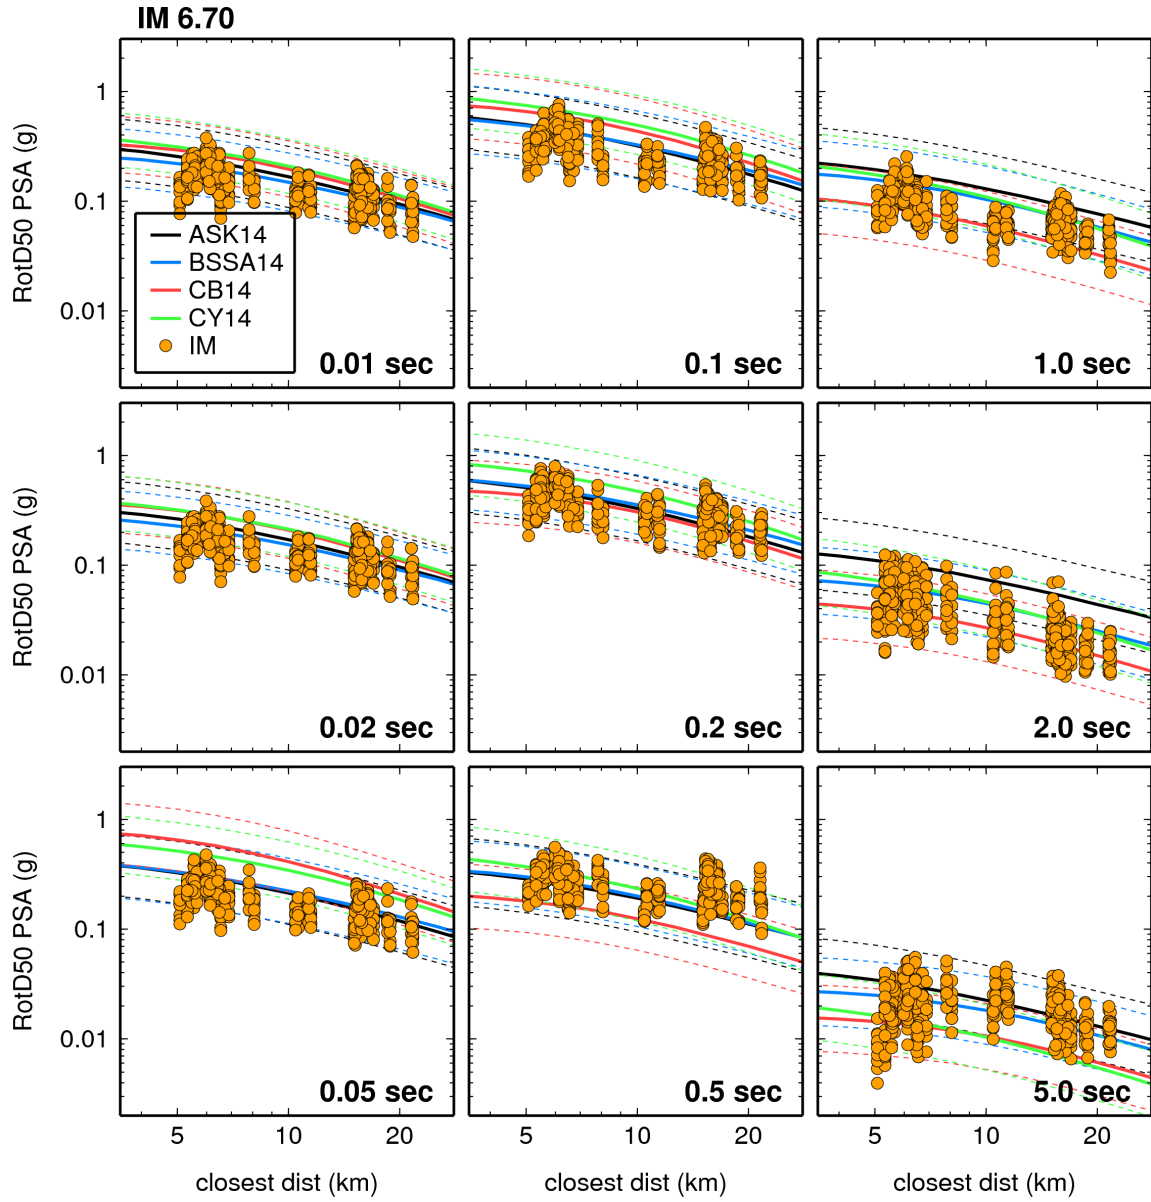 IM 6.70
RotD50 PSA (g)
1
0.1
0.01
ASK14
BSSA14
CB14
CY14
IM
0.01 sec
0.1 sec
1.0 sec
RotD50 PSA (g)
1
0.1
0.01
0.02 sec
0.2 sec
2.0 sec
RotD50 PSA (g)
1
0.1
0.01
0.05 sec
0.5 sec
5.0 sec
5 10 20
5 10 20
5 10 20
closest dist (km)
closest dist (km)
closest dist (km)